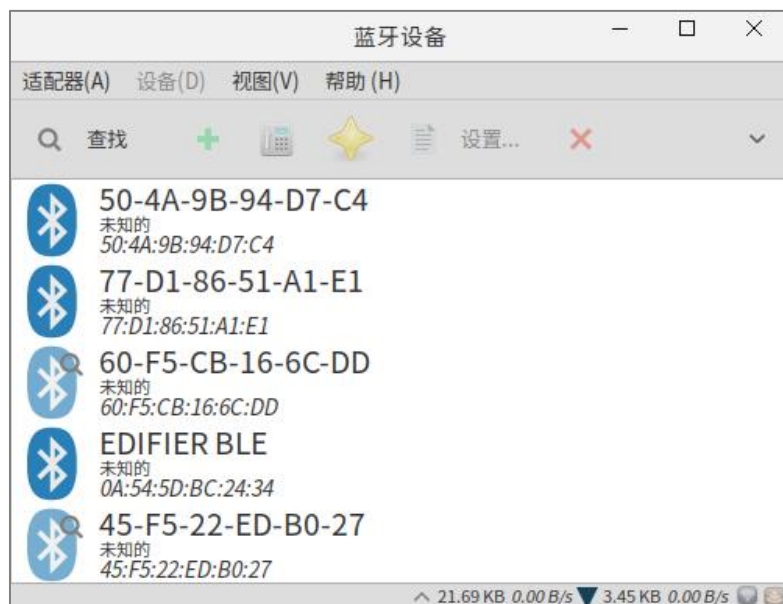 蓝牙设备
适配器(A) 设备(D) 视图(V) 帮助 (H)
查找 设置...
50-4A-9B-94-D7-C4
未知的
50:4A:9B:94:D7:C4
77-D1-86-51-A1-E1
未知的
77:D1:86:51:A1:E1
60-F5-CB-16-6C-DD
未知的
60:F5:CB:16:6C:DD
EDIFIER BLE
未知的
0A:54:5D:BC:24:34
45-F5-22-ED-B0-27
未知的
45:F5:22:ED:B0:27
21.69 KB 0.00 B/s 3.45 KB 0.00 B/s